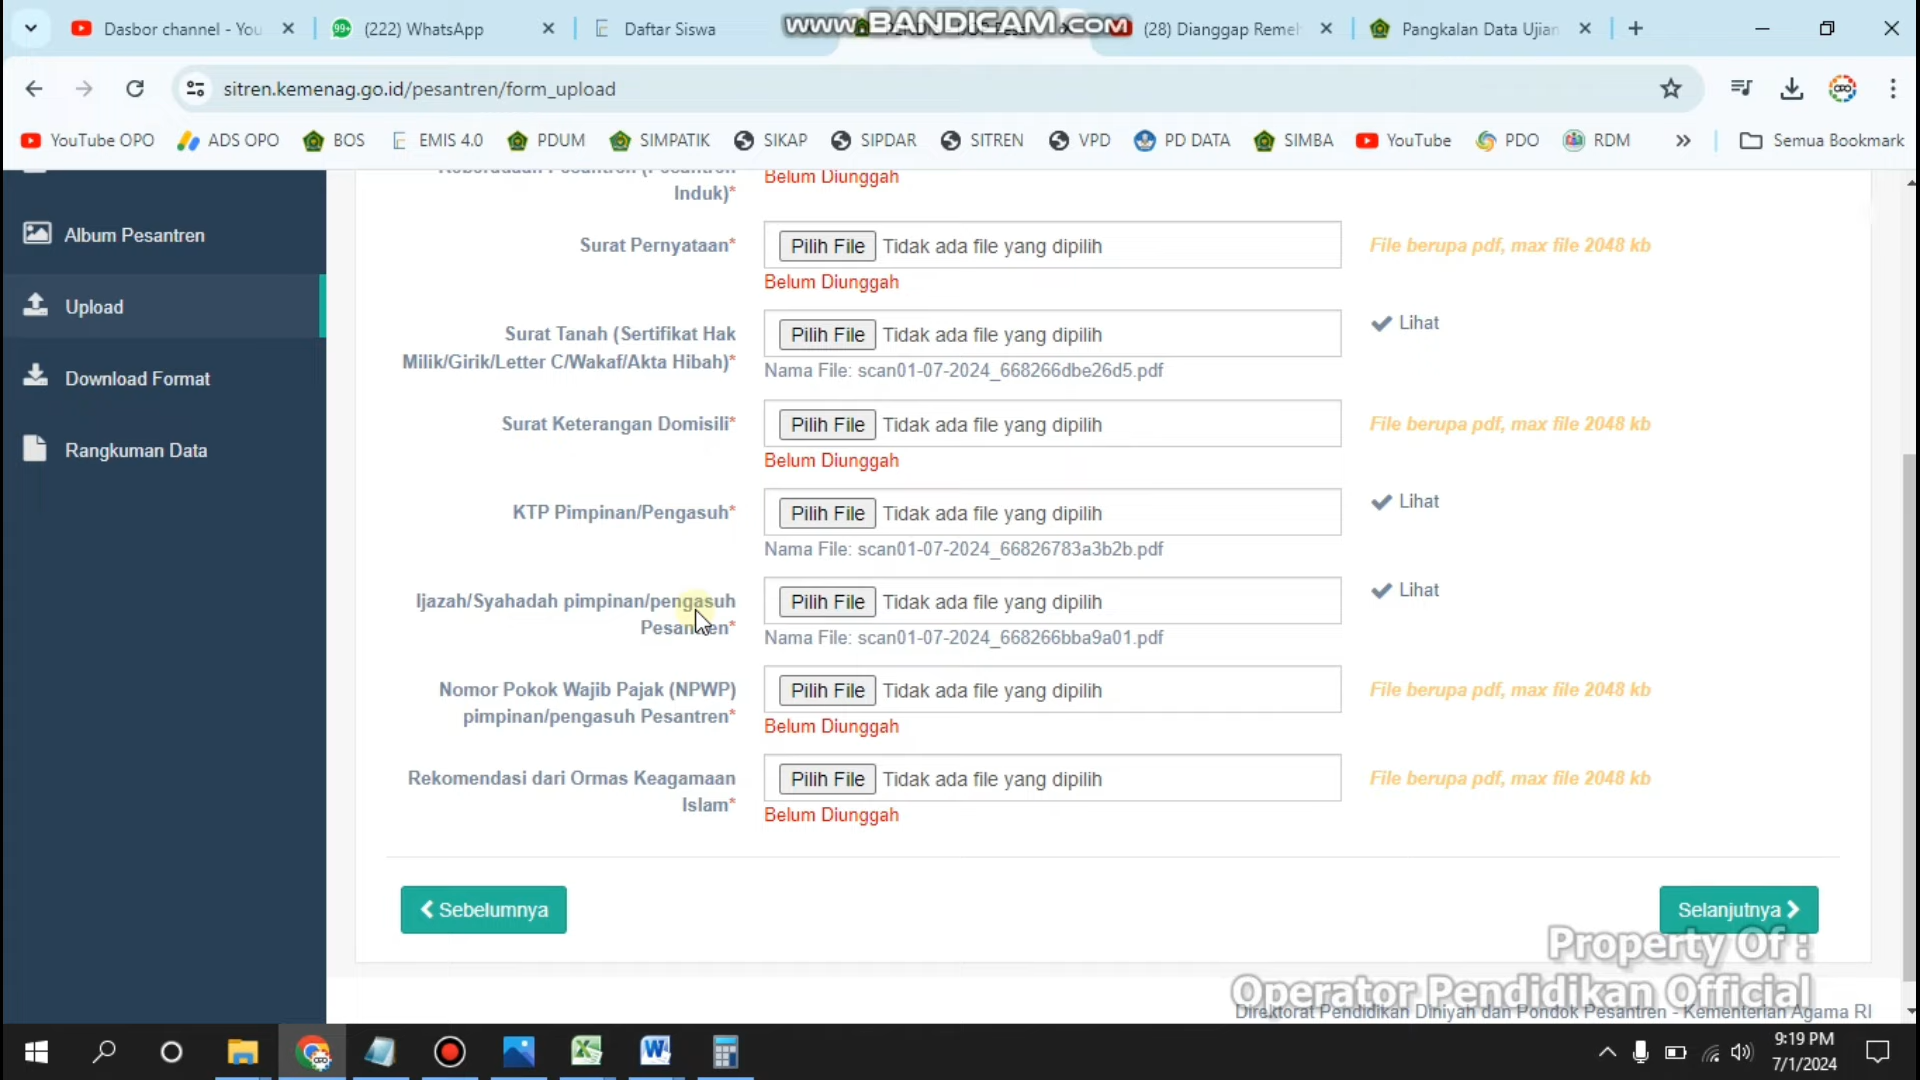 Dasbor channel - You
(222) WhatsApp
Daftar Siswa
www.BANDICAM.com
(28) Dianggap Remeh
Pangkalan Data Ujian
sitren.kemenag.go.id/pesantren/form_upload
YouTube OPO
ADS OPO
BOS
EMIS 4.0
PDUM
SIMPATIK
SIKAP
SIPDAR
SITREN
VPD
PD DATA
SIMBA
YouTube
PDO
RDM
Semua Bookmark
Album Pesantren
Upload
Download Format
Rangkuman Data
Induk)*
Belum Diunggah
Surat Pernyataan*
Pilih File Tidak ada file yang dipilih
File berupa pdf, max file 2048 kb
Belum Diunggah
Surat Tanah (Sertifikat Hak
Milik/Girik/Letter C/Wakaf/Akta Hibah)*
Pilih File Tidak ada file yang dipilih
Lihat
Nama File: scan01-07-2024_668266dbe26d5.pdf
Surat Keterangan Domisili*
Pilih File Tidak ada file yang dipilih
File berupa pdf, max file 2048 kb
Belum Diunggah
KTP Pimpinan/Pengasuh*
Pilih File Tidak ada file yang dipilih
Lihat
Nama File: scan01-07-2024_66826783a3b2b.pdf
Ijazah/Syahadah pimpinan/pengasuh
Pesantren*
Pilih File Tidak ada file yang dipilih
Lihat
Nama File: scan01-07-2024_668266bba9a01.pdf
Nomor Pokok Wajib Pajak (NPWP)
pimpinan/pengasuh Pesantren*
Pilih File Tidak ada file yang dipilih
File berupa pdf, max file 2048 kb
Belum Diunggah
Rekomendasi dari Ormas Keagamaan
Islam*
Pilih File Tidak ada file yang dipilih
File berupa pdf, max file 2048 kb
Belum Diunggah
Sebelumnya
Selanjutnya
Property Of :
Operator Pendidikan Official
Direktorat Pendidikan Diniyah dan Pondok Pesantren - Kementerian Agama RI
9:19 PM
7/1/2024